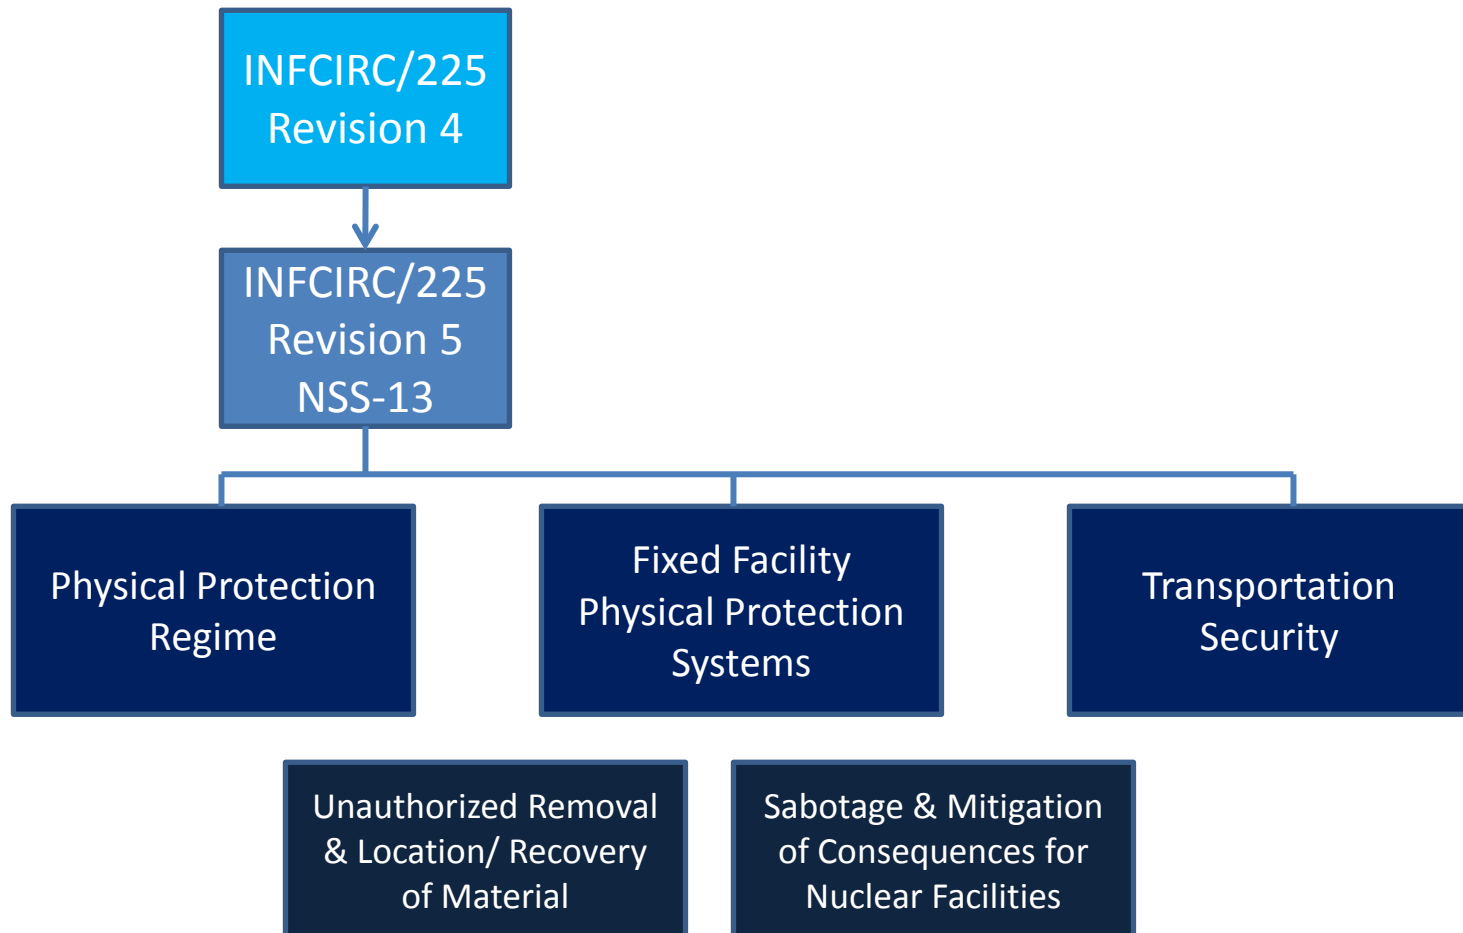 INFCIRC/225
Revision 4
INFCIRC/225
Revision 5
NSS-13
Physical Protection
Regime
Fixed Facility
Physical Protection
Systems
Transportation
Security
Unauthorized Removal
& Location/ Recovery
of Material
Sabotage & Mitigation
of Consequences for
Nuclear Facilities